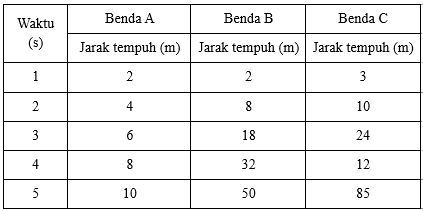 Waktu (s) Benda A Benda B Benda C
Jarak tempuh (m) Jarak tempuh (m) Jarak tempuh (m)
1 2 2 3
2 4 8 10
3 6 18 24
4 8 32 12
5 10 50 85